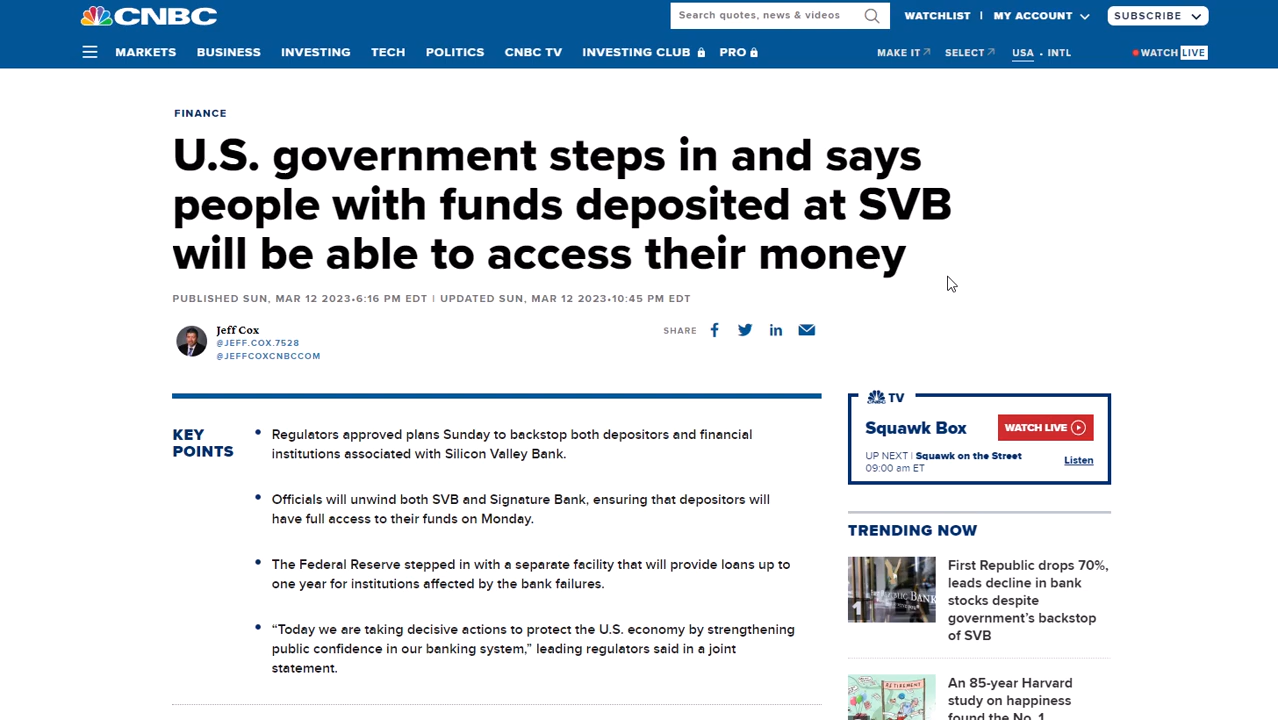 CNBC
Search quotes, news & videos
WATCHLIST | MY ACCOUNT
SUBSCRIBE
MARKETS BUSINESS INVESTING TECH POLITICS CNBC TV INVESTING CLUB PRO
MAKE IT SELECT USA • INTL
WATCH LIVE
FINANCE
U.S. government steps in and says
people with funds deposited at SVB
will be able to access their money
PUBLISHED SUN, MAR 12 2023•6:16 PM EDT | UPDATED SUN, MAR 12 2023•10:45 PM EDT
Jeff Cox
@JEFF.COX.7528
@JEFFCOXCNBCCOM
SHARE
KEY
POINTS
Regulators approved plans Sunday to backstop both depositors and financial
institutions associated with Silicon Valley Bank.
Officials will unwind both SVB and Signature Bank, ensuring that depositors will
have full access to their funds on Monday.
The Federal Reserve stepped in with a separate facility that will provide loans up to
one year for institutions affected by the bank failures.
“Today we are taking decisive actions to protect the U.S. economy by strengthening
public confidence in our banking system,” leading regulators said in a joint
statement.
CNBC TV
Squawk Box
WATCH LIVE
UP NEXT | Squawk on the Street
09:00 am ET
Listen
TRENDING NOW
1
First Republic drops 70%,
leads decline in bank
stocks despite
government’s backstop
of SVB
RETIREMENT
An 85-year Harvard
study on happiness
found the No. 1